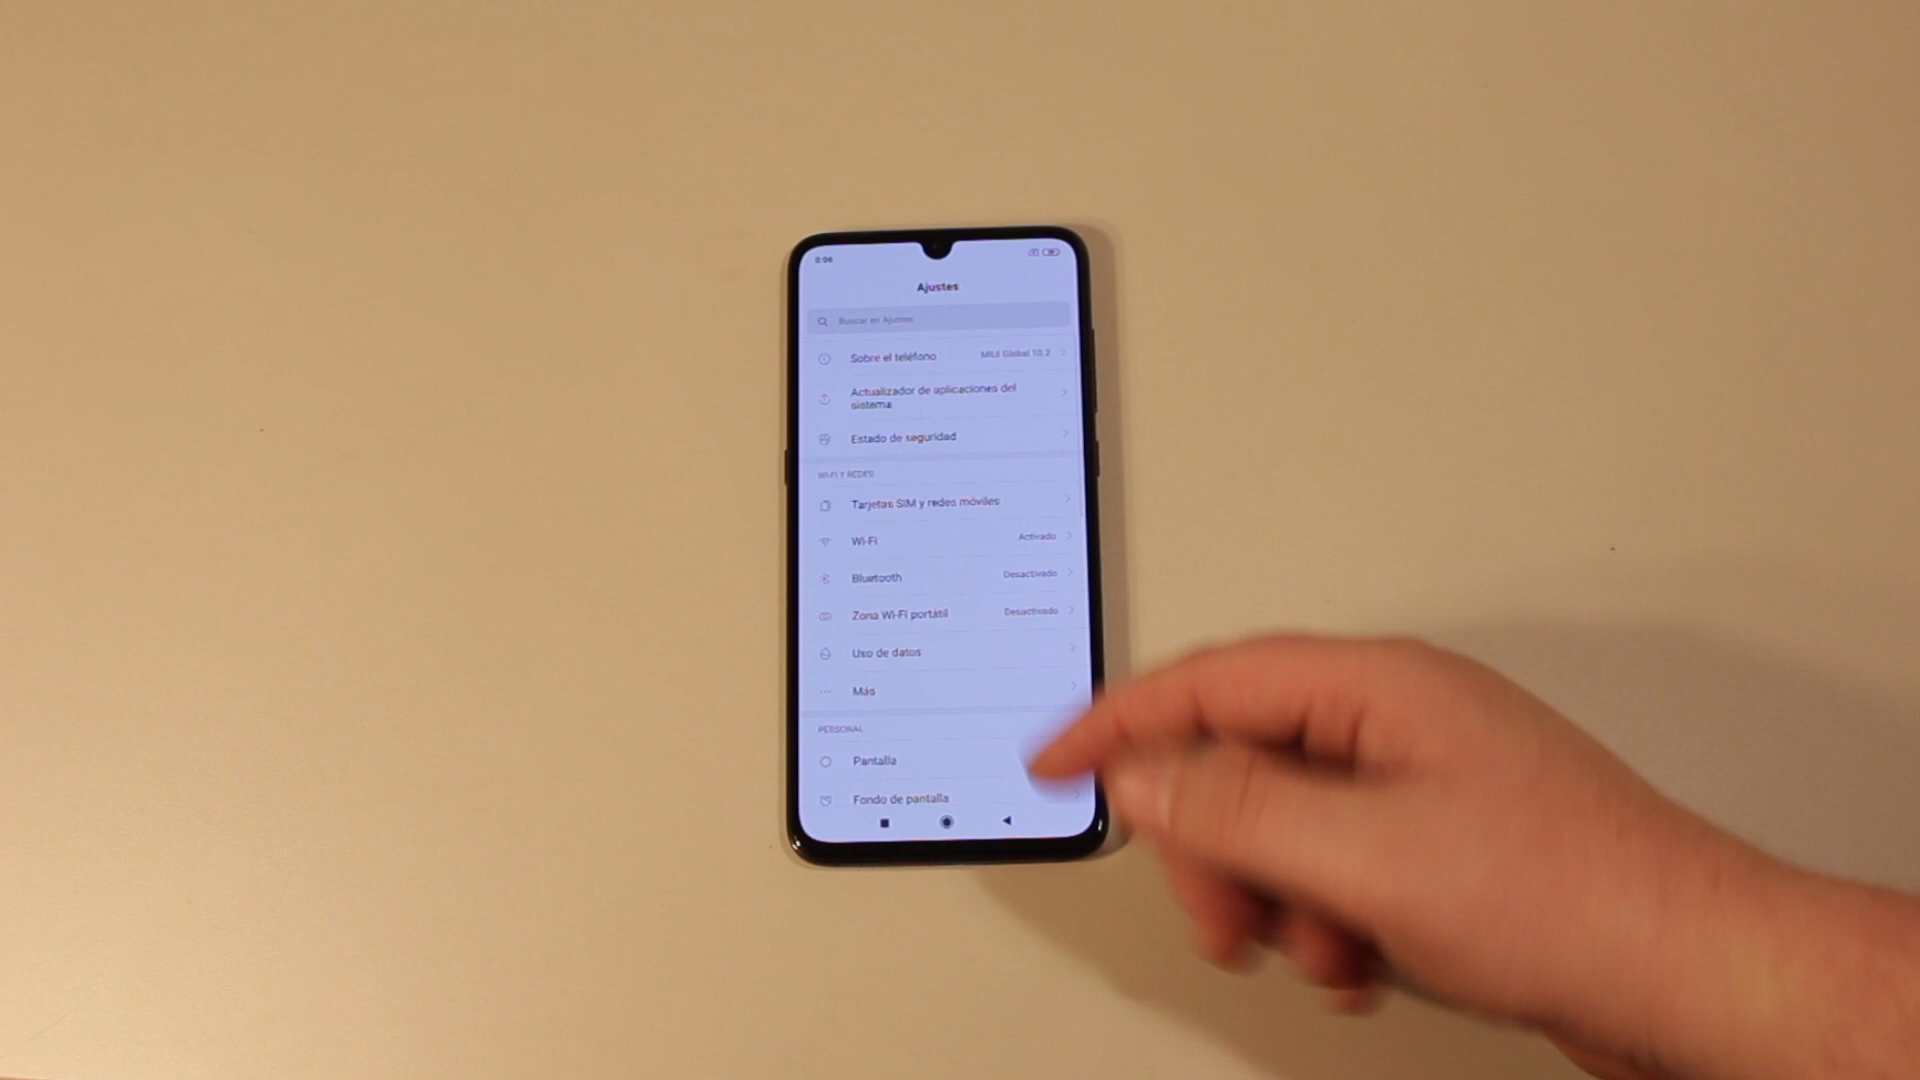 0:06
Ajustes
Buscar en Ajustes
Sobre el teléfono MIUI Global 10.2
Actualizador de aplicaciones del
sistema
Estado de seguridad
WI-FI Y REDES
Tarjetas SIM y redes móviles
Wi-Fi Activado
Bluetooth Desactivado
Zona Wi-Fi portátil Desactivado
Uso de datos
Más
PERSONAL
Pantalla
Fondo de pantalla